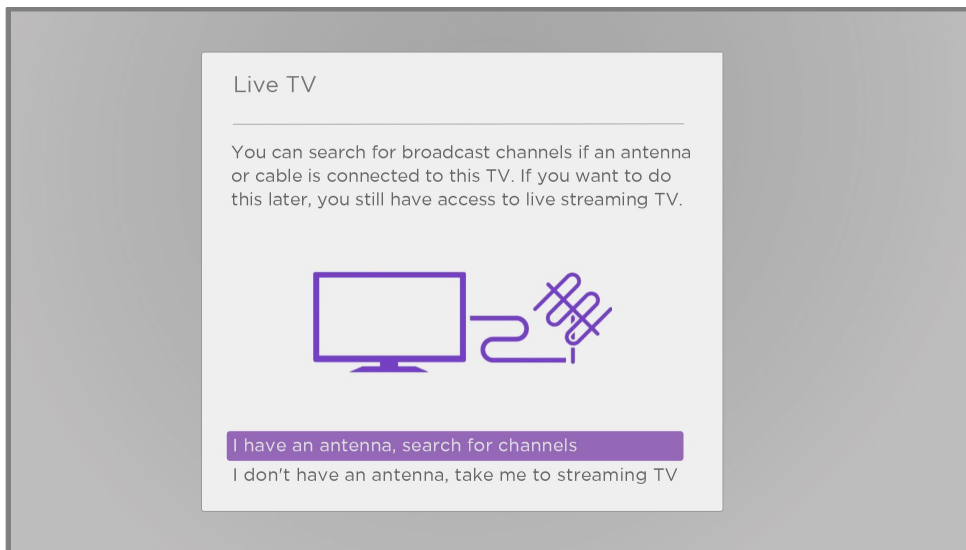 Live TV
You can search for broadcast channels if an antenna
or cable is connected to this TV. If you want to do
this later, you still have access to live streaming TV.
I have an antenna, search for channels
I don't have an antenna, take me to streaming TV